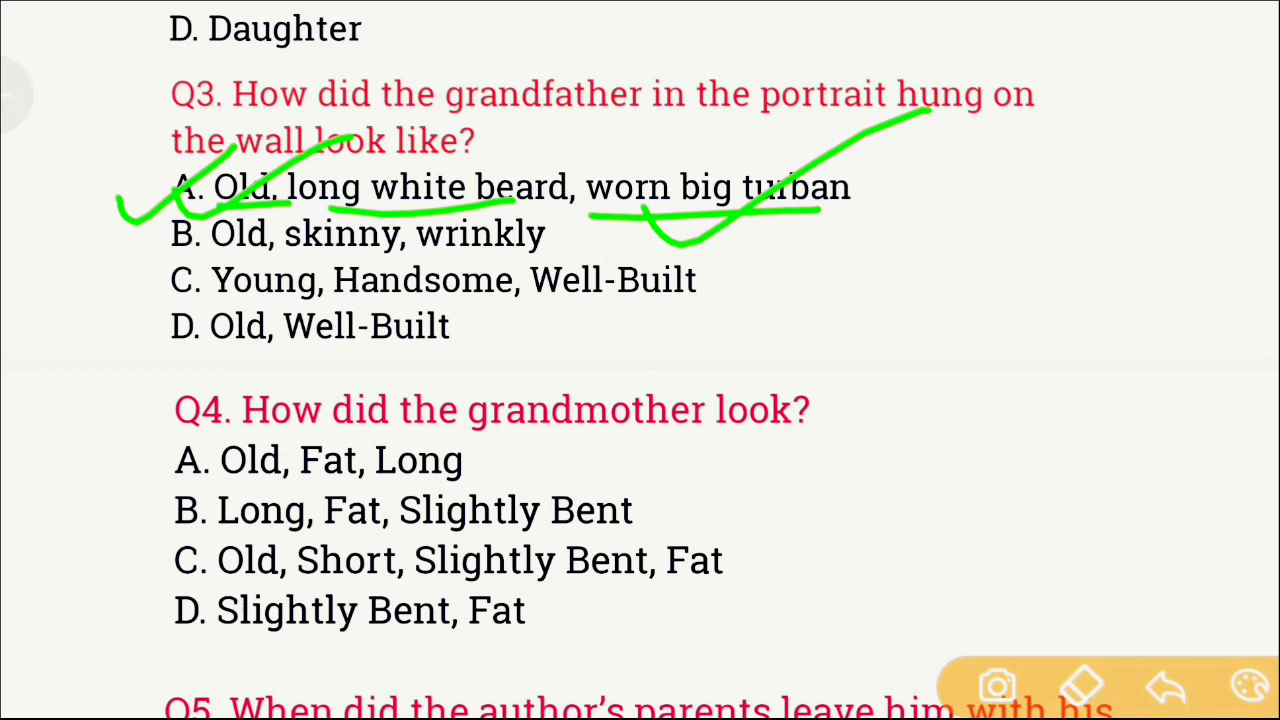 D. Daughter
Q3. How did the grandfather in the portrait hung on
the wall look like?
A. Old, long white beard, worn big turban
B. Old, skinny, wrinkly
C. Young, Handsome, Well-Built
D. Old, Well-Built
Q4. How did the grandmother look?
A. Old, Fat, Long
B. Long, Fat, Slightly Bent
C. Old, Short, Slightly Bent, Fat
D. Slightly Bent, Fat
Q5. When did the author's parents leave him with his